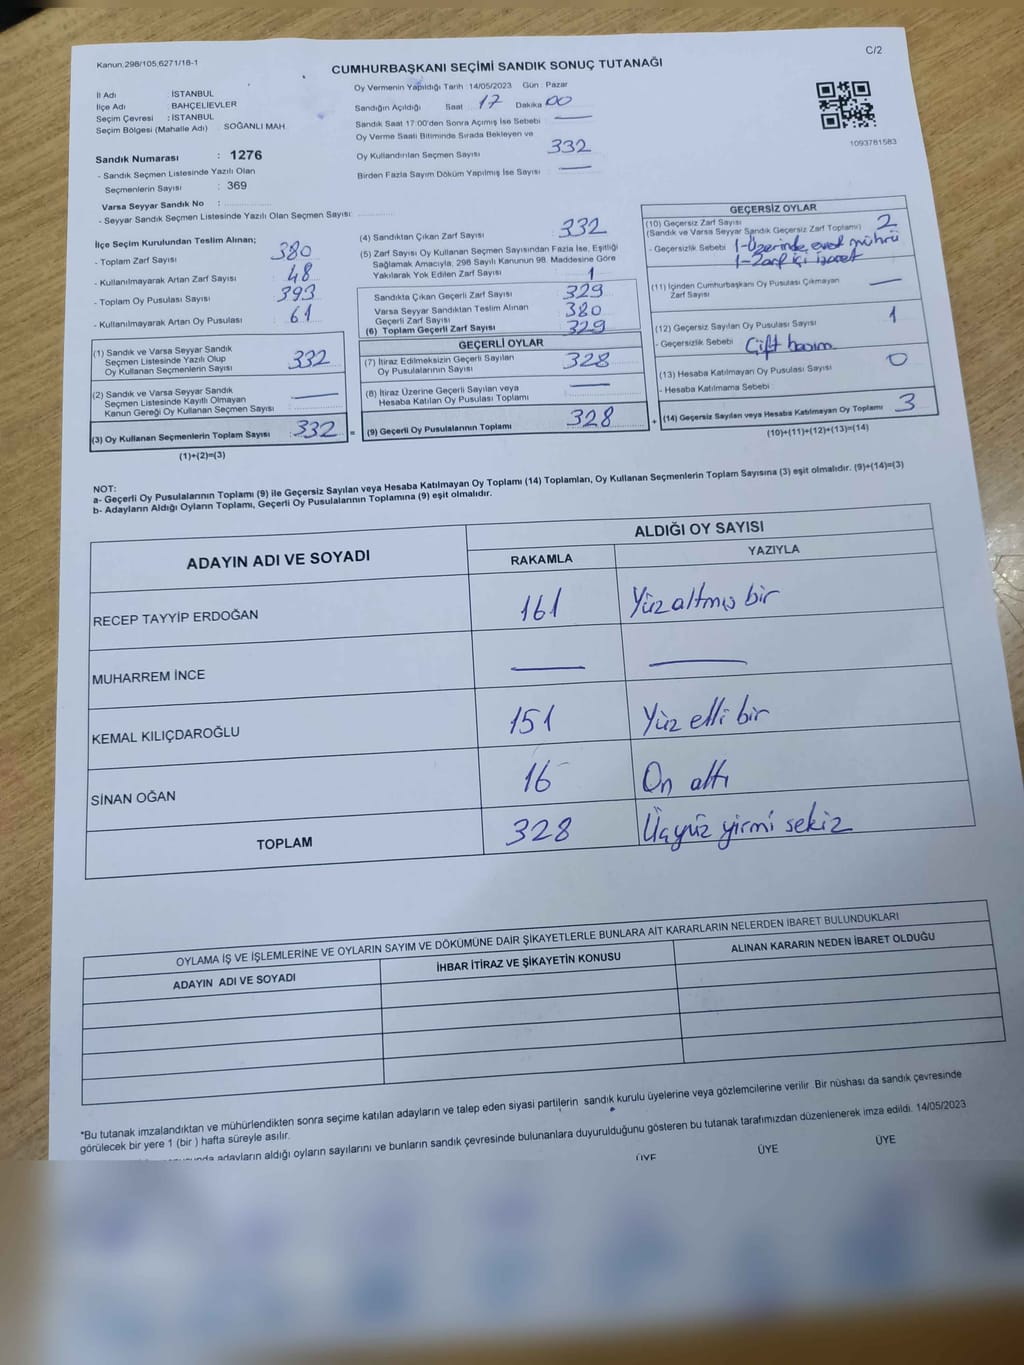 Kanun.298/105,6271/18-1
C/2
CUMHURBAŞKANI SEÇİMİ SANDIK SONUÇ TUTANAĞI
İl Adı : İSTANBUL
İlçe Adı : BAHÇELİEVLER
Seçim Çevresi : İSTANBUL
Seçim Bölgesi (Mahalle Adı) : SOĞANLI MAH.
Sandık Numarası : 1276
- Sandık Seçmen Listesinde Yazılı Olan
Seçmenlerin Sayısı : 369
Varsa Seyyar Sandık No :
- Seyyar Sandık Seçmen Listesinde Yazılı Olan Seçmen Sayısı:
Oy Vermenin Yapıldığı Tarih :14/05/2023 Gün : Pazar
Sandığın Açıldığı Saat 17 Dakika 00
Sandık Saat 17:00'den Sonra Açımış İse Sebebi : —
Oy Verme Saati Bitiminde Sırada Bekleyen ve
Oy Kullandırılan Seçmen Sayısı 332
Birden Fazla Sayım Döküm Yapılmış İse Sayısı : —
1093781583
İlçe Seçim Kurulundan Teslim Alınan;
- Toplam Zarf Sayısı : 380
- Kullanılmayarak Artan Zarf Sayısı : 48
- Toplam Oy Pusulası Sayısı : 393
- Kullanılmayarak Artan Oy Pusulası : 61
(1) Sandık ve Varsa Seyyar Sandık
Seçmen Listesinde Yazılı Olup
Oy Kullanan Seçmenlerin Sayısı : 332
(2) Sandık ve Varsa Seyyar Sandık
Seçmen Listesinde Kayıtlı Olmayan
Kanun Gereği Oy Kullanan Seçmen Sayısı : —
(3) Oy Kullanan Seçmenlerin Toplam Sayısı : 332 =
(1)+(2)=(3)
(4) Sandıktan Çıkan Zarf Sayısı : 332
(5) Zarf Sayısı Oy Kullanan Seçmen Sayısından Fazla İse, Eşitliği
Sağlamak Amacıyla, 298 Sayılı Kanunun 98. Maddesine Göre
Yakılarak Yok Edilen Zarf Sayısı : 1
Sandıkta Çıkan Geçerli Zarf Sayısı : 329
Varsa Seyyar Sandıktan Teslim Alınan
Geçerli Zarf Sayısı : 380
(6) Toplam Geçerli Zarf Sayısı : 329
GEÇERLİ OYLAR
(7) İtiraz Edilmeksizin Geçerli Sayılan
Oy Pusulalarının Sayısı : 328
(8) İtiraz Üzerine Geçerli Sayılan veya
Hesaba Katılan Oy Pusulası Toplamı : —
(9) Geçerli Oy Pusulalarının Toplamı : 328 +
GEÇERSİZ OYLAR
(10) Geçersiz Zarf Sayısı
(Sandık ve Varsa Seyyar Sandık Geçersiz Zarf Toplamı) : 2
- Geçersizlik Sebebi : 1-Üzerinde evet mührü
1-Zarf içi işaret
(11) İçinden Cumhurbaşkanı Oy Pusulası Çıkmayan
Zarf Sayısı : —
(12) Geçersiz Sayılan Oy Pusulası Sayısı : 1
- Geçersizlik Sebebi : Çift basım
(13) Hesaba Katılmayan Oy Pusulası Sayısı : 0
- Hesaba Katılmama Sebebi :
(14) Geçersiz Sayılan veya Hesaba Katılmayan Oy Toplamı : 3
(10)+(11)+(12)+(13)=(14)
NOT:
a- Geçerli Oy Pusulalarının Toplamı (9) ile Geçersiz Sayılan veya Hesaba Katılmayan Oy Toplamı (14) Toplamları, Oy Kullanan Seçmenlerin Toplam Sayısına (3) eşit olmalıdır. (9)+(14)=(3)
b- Adayların Aldığı Oyların Toplamı, Geçerli Oy Pusulalarının Toplamına (9) eşit olmalıdır.
ADAYIN ADI VE SOYADI
ALDIĞI OY SAYISI
RAKAMLA YAZIYLA
RECEP TAYYİP ERDOĞAN 161 Yüz altmış bir
MUHARREM İNCE — —
KEMAL KILIÇDAROĞLU 151 Yüz elli bir
SİNAN OĞAN 16 On altı
TOPLAM 328 Üçyüz yirmi sekiz
OYLAMA İŞ VE İŞLEMLERİNE VE OYLARIN SAYIM VE DÖKÜMÜNE DAİR ŞİKAYETLERLE BUNLARA AİT KARARLARIN NELERDEN İBARET BULUNDUKLARI
ADAYIN ADI VE SOYADI İHBAR İTİRAZ VE ŞİKAYETİN KONUSU ALINAN KARARIN NEDEN İBARET OLDUĞU
*Bu tutanak imzalandıktan ve mühürlendikten sonra seçime katılan adayların ve talep eden siyasi partilerin sandık kurulu üyelerine veya gözlemcilerine verilir. Bir nüshası da sandık çevresinde
görülecek bir yere 1 (bir ) hafta süreyle asılır.
adayların aldığı oyların sayılarını ve bunların sandık çevresinde bulunanlara duyurulduğunu gösteren bu tutanak tarafımızdan düzenlenerek imza edildi. 14/05/2023
ÜYE ÜYE ÜYE